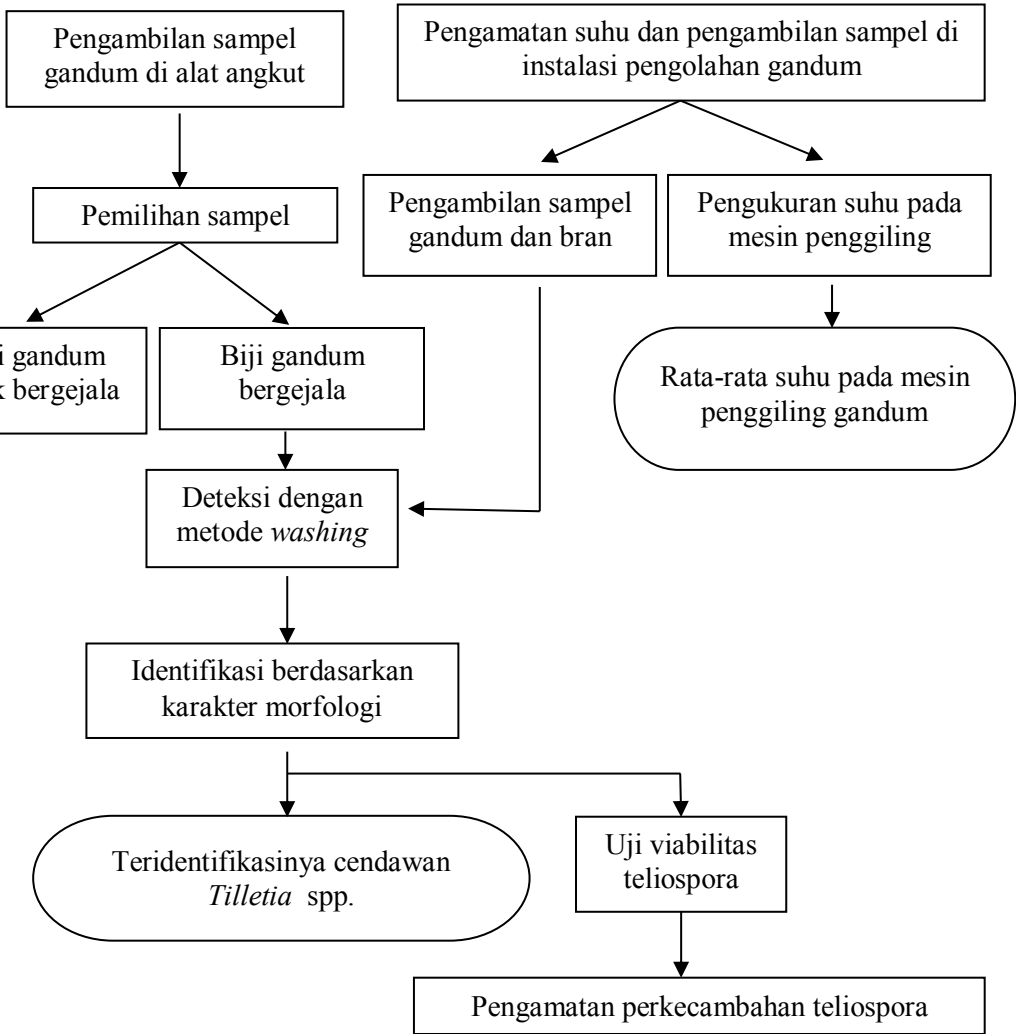 Pengambilan sampel
gandum di alat angkut
Pengamatan suhu dan pengambilan sampel di
instalasi pengolahan gandum
Pemilihan sampel
Pengambilan sampel
gandum dan bran
Pengukuran suhu pada
mesin penggiling
gandum
bergejala
Biji gandum
bergejala
Rata-rata suhu pada mesin
penggiling gandum
Deteksi dengan
metode washing
Identifikasi berdasarkan
karakter morfologi
Teridentifikasinya cendawan
Tilletia spp.
Uji viabilitas
teliospora
Pengamatan perkecambahan teliospora